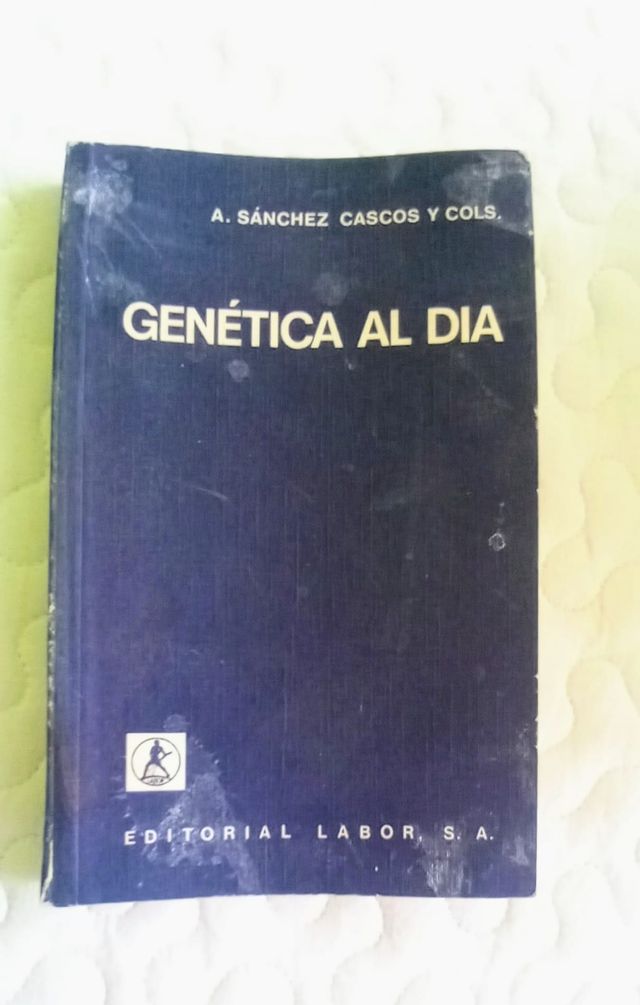 A. SÁNCHEZ CASCOS Y COLS.
GENÉTICA AL DIA
EDITORIAL LABOR, S. A.